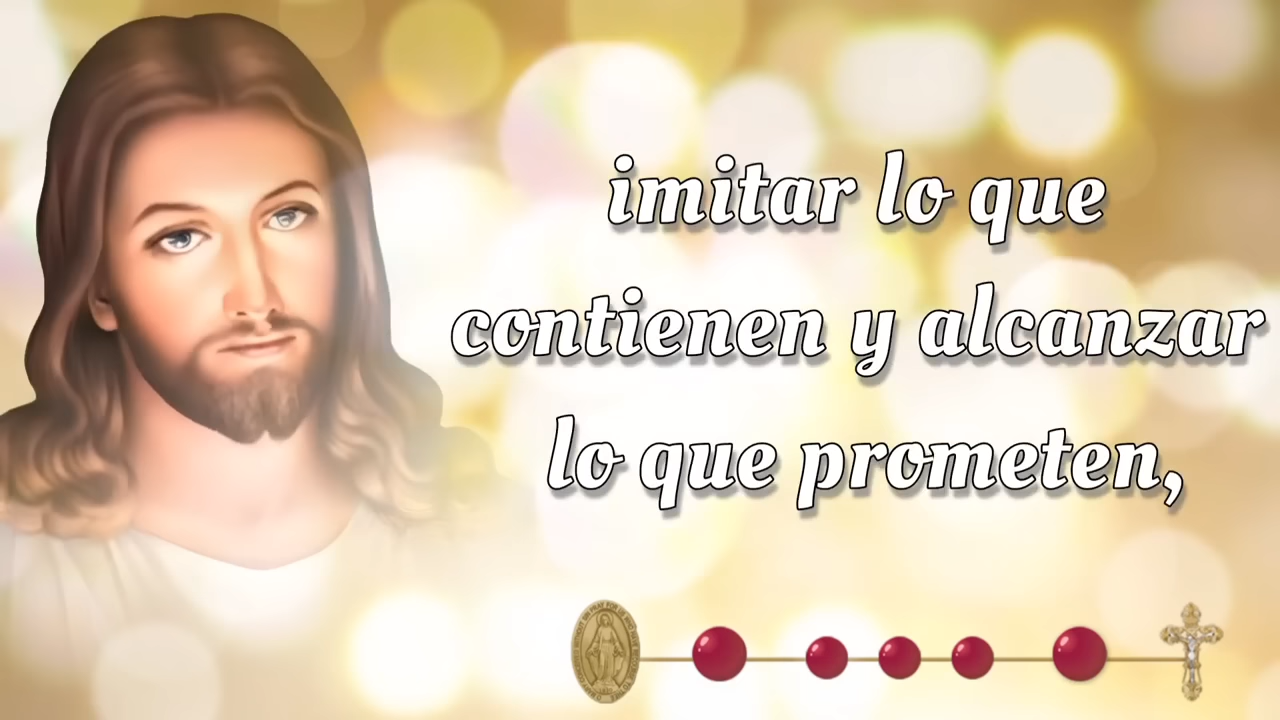 imitar lo que
contienen y alcanzar
lo que prometen,